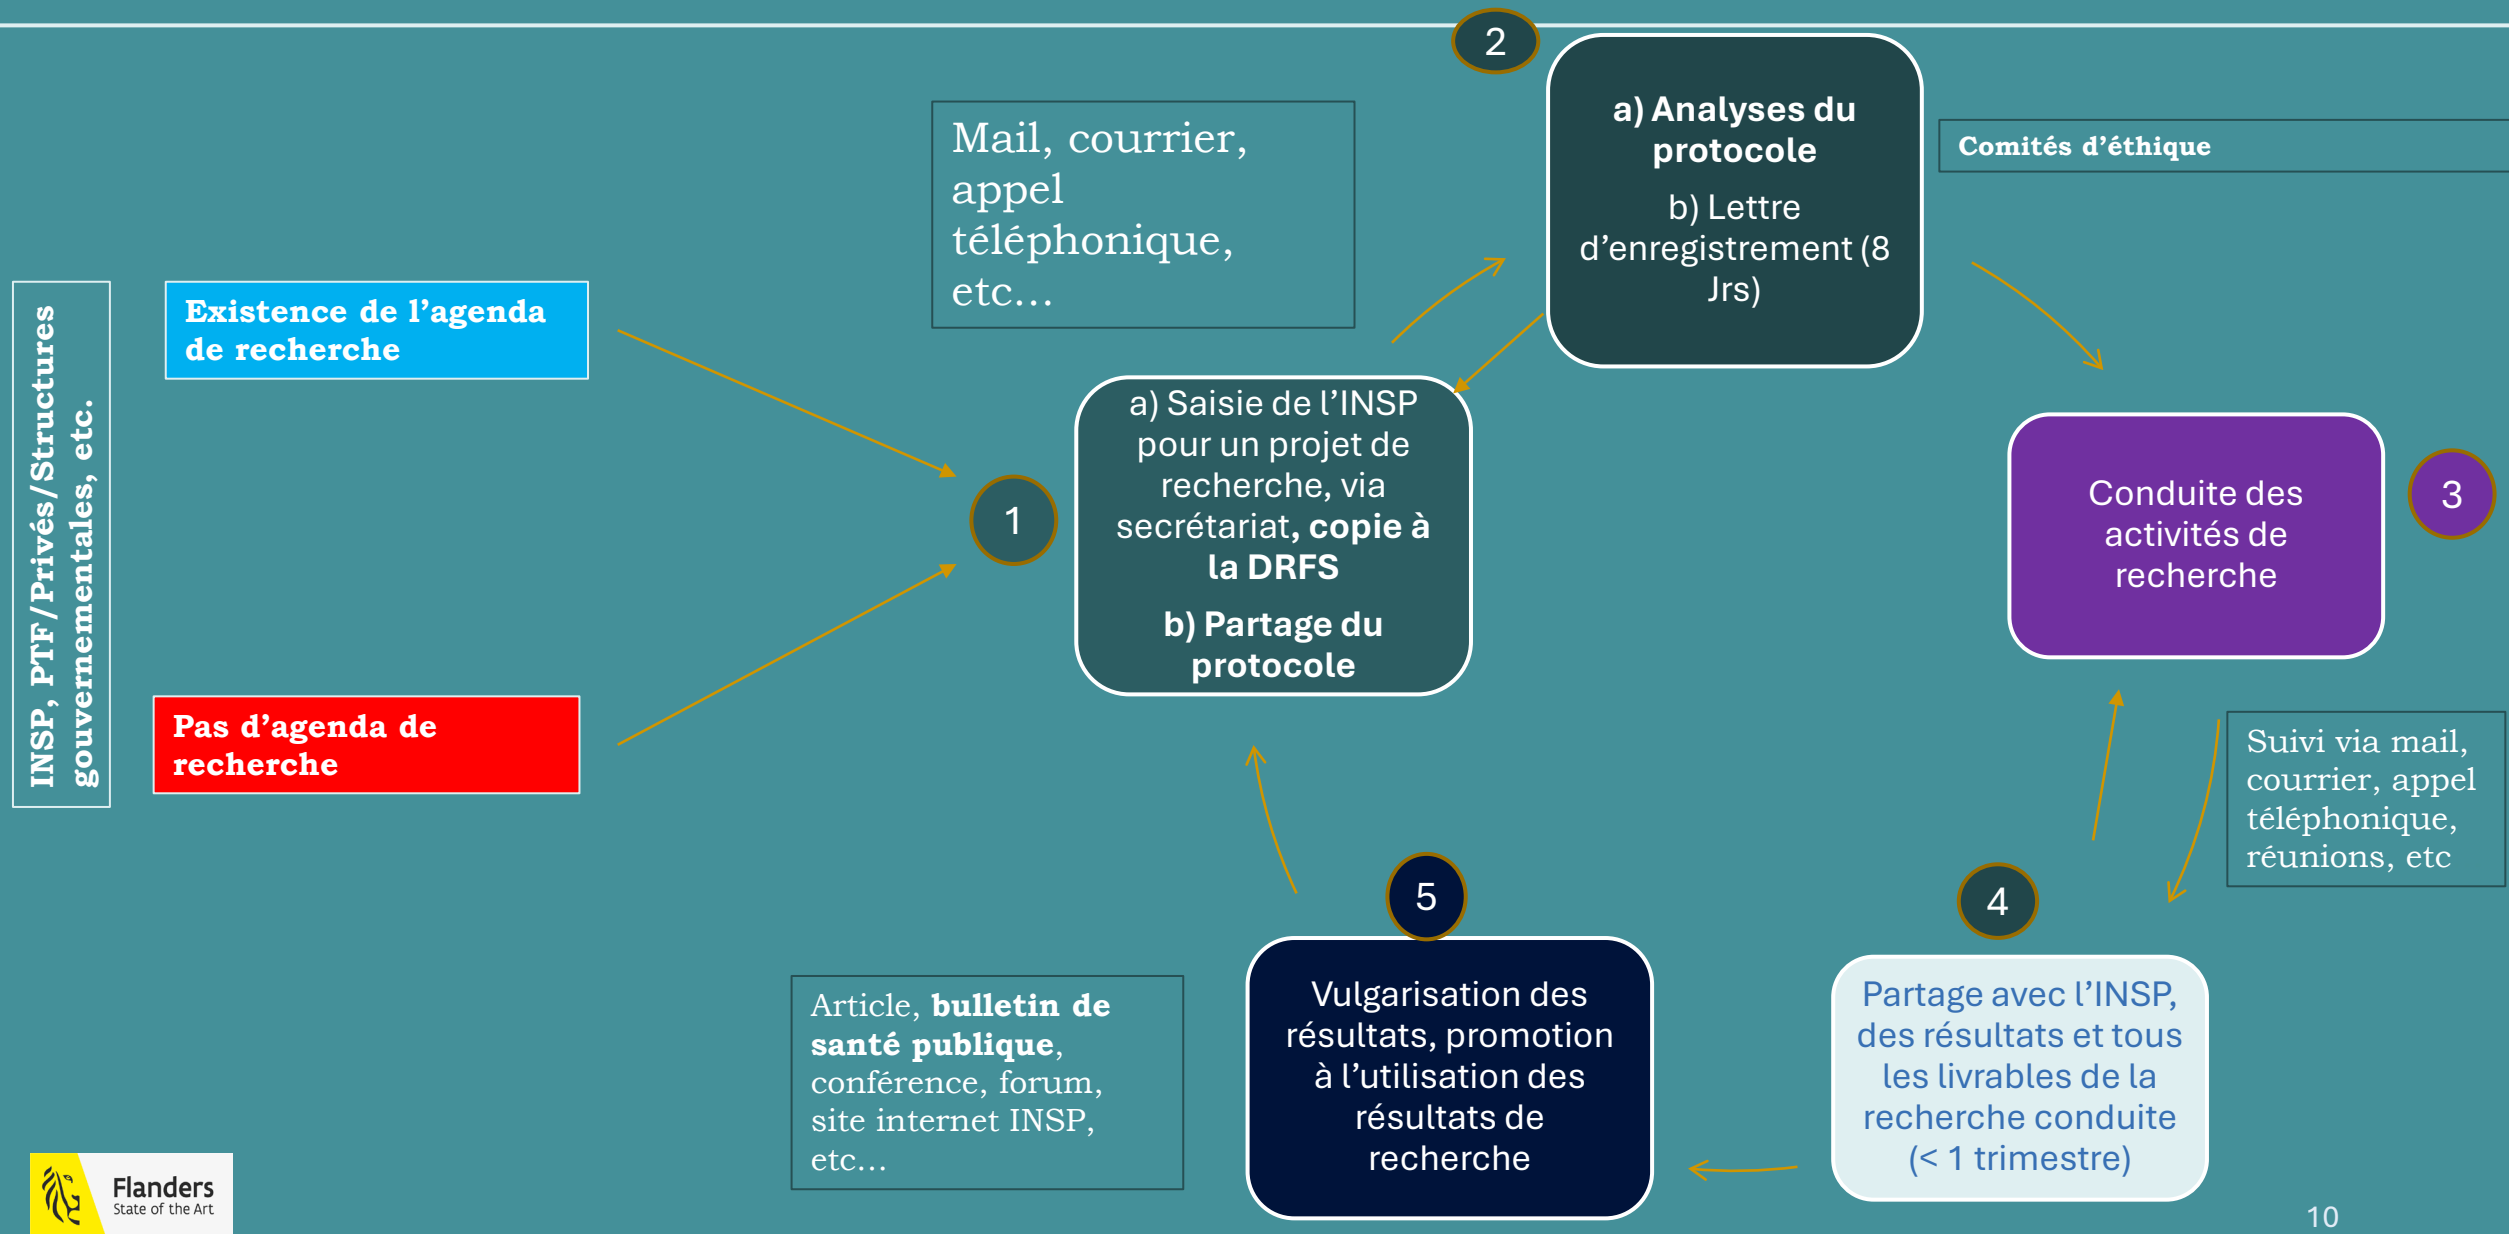 INSP, PTF/Privés/Structures
gouvernementales, etc.
Existence de l’agenda
de recherche
Pas d’agenda de
recherche
1
a) Saisie de l’INSP
pour un projet de
recherche, via
secrétariat, copie à
la DRFS
b) Partage du
protocole
Mail, courrier,
appel
téléphonique,
etc…
2
a) Analyses du
protocole
b) Lettre
d’enregistrement (8
Jrs)
Comités d’éthique
Conduite des
activités de
recherche
3
Suivi via mail,
courrier, appel
téléphonique,
réunions, etc
4
Partage avec l’INSP,
des résultats et tous
les livrables de la
recherche conduite
(< 1 trimestre)
5
Vulgarisation des
résultats, promotion
à l’utilisation des
résultats de
recherche
Article, bulletin de
santé publique,
conférence, forum,
site internet INSP,
etc…
Flanders
State of the Art
10